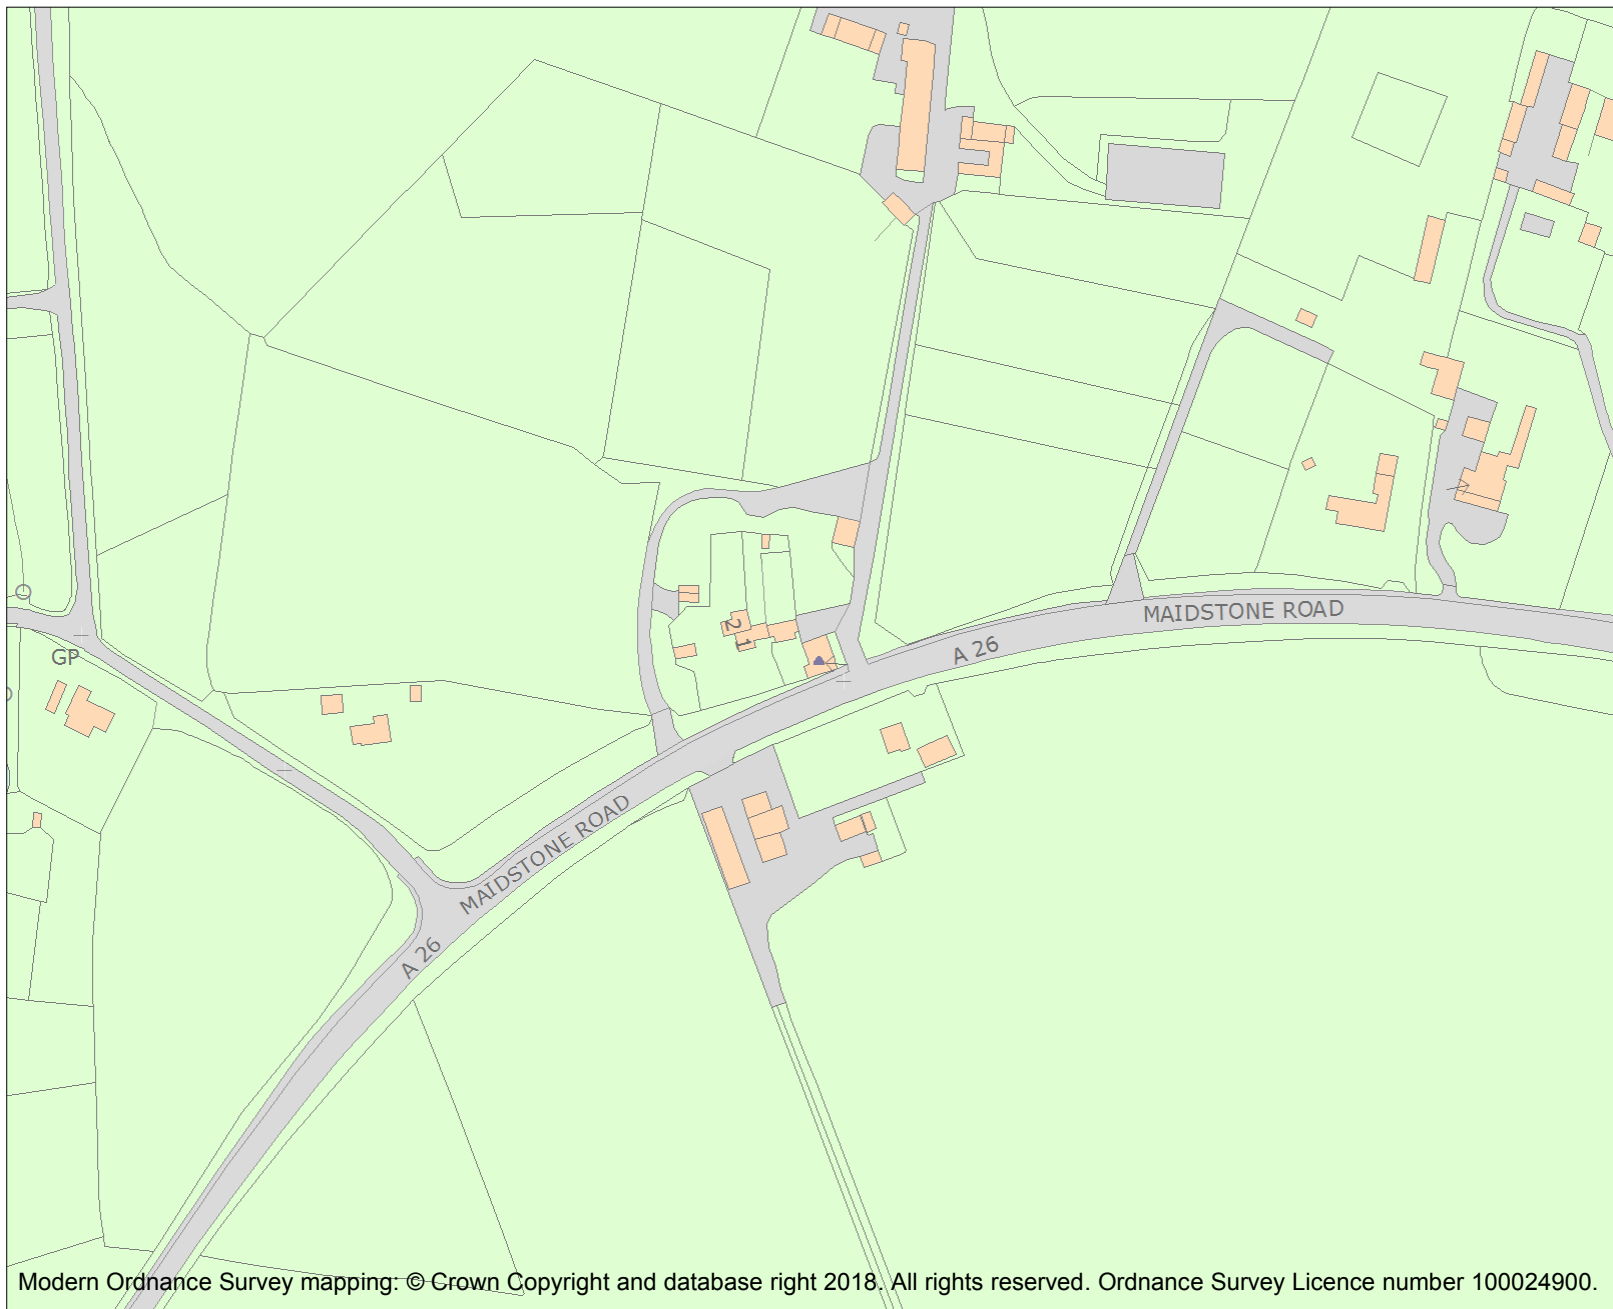 MAIDSTONE ROAD
A 26
2
1
GP
MAIDSTONE ROAD
A 26
Modern Ordnance Survey mapping: © Crown Copyright and database right 2018. All rights reserved. Ordnance Survey Licence number 100024900.